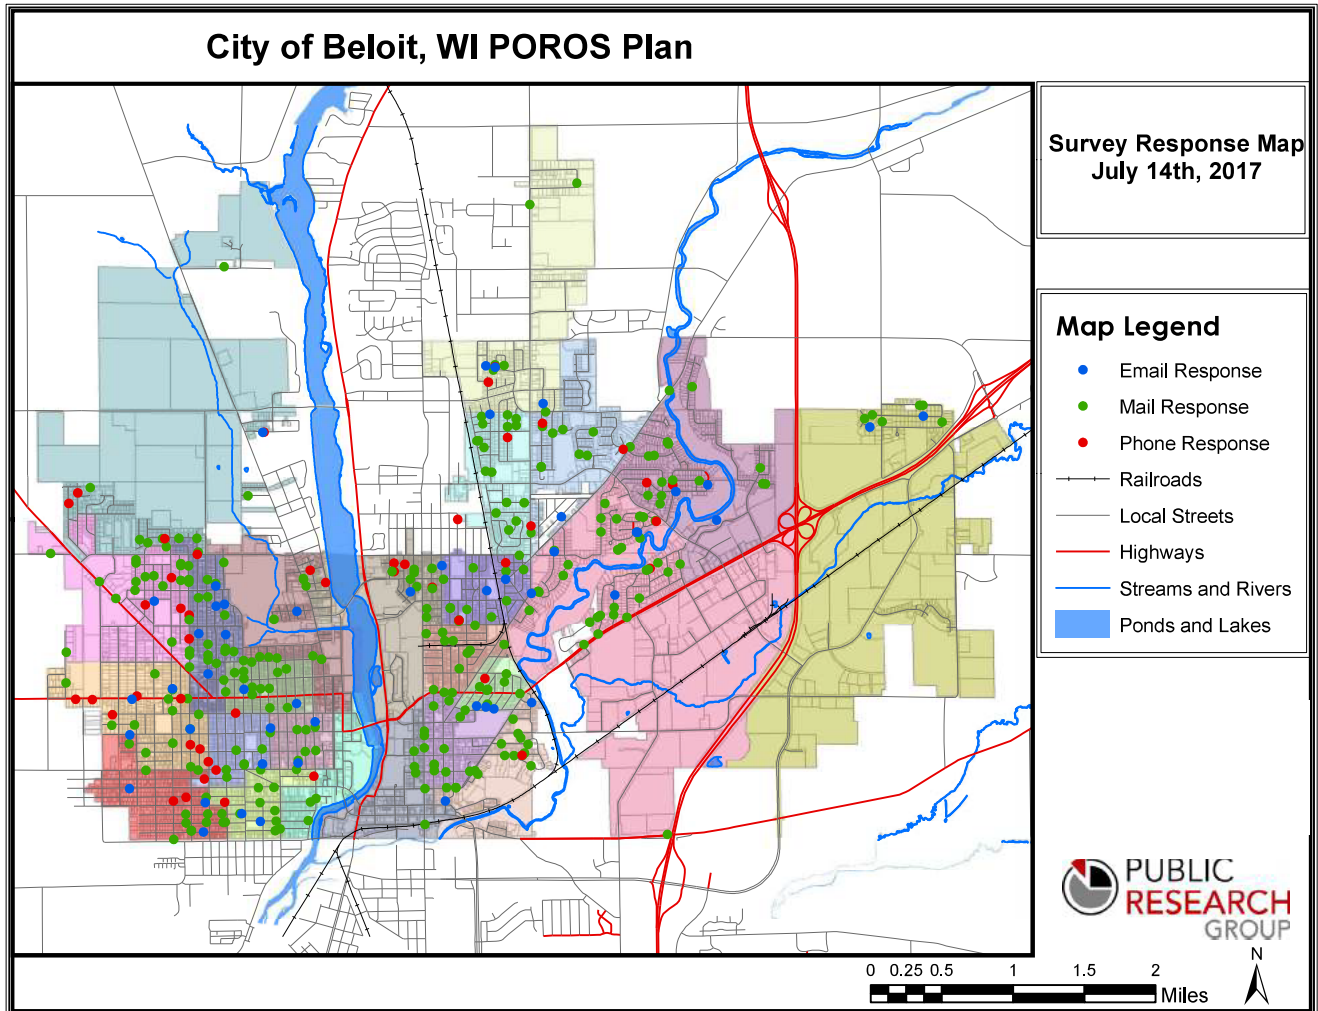 City of Beloit, WI POROS Plan
Survey Response Map
July 14th, 2017
Map Legend
Email Response
Mail Response
Phone Response
Railroads
Local Streets
Highways
Streams and Rivers
Ponds and Lakes
PUBLIC
RESEARCH
GROUP
N
0 0.25 0.5 1 1.5 2
Miles